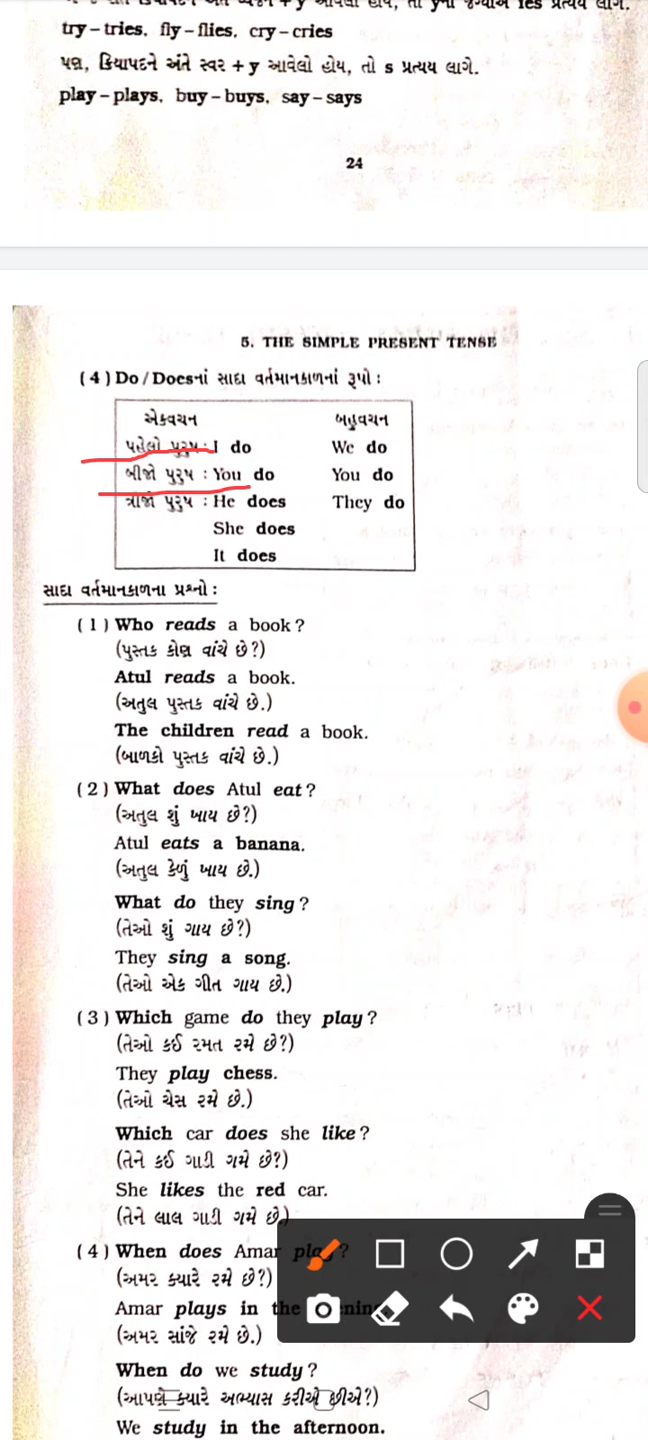 try – tries, fly – flies, cry – cries
પણ, ક્રિયાપદને અંતે સ્વર + y આવેલો હોય, તો s પ્રત્યય લાગે.
play – plays, buy – buys, say – says
24
5. THE SIMPLE PRESENT TENSE
( 4 ) Do / Doesનાં સાદા વર્તમાનકાળનાં રૂપો :
એકવચન બહુવચન
પહેલો પુરુષ : I do We do
બીજો પુરુષ : You do You do
ત્રીજો પુરુષ : He does They do
She does
It does
સાદા વર્તમાનકાળના પ્રશ્નો :
( 1 ) Who reads a book ?
(પુસ્તક કોણ વાંચે છે?)
Atul reads a book.
(અતુલ પુસ્તક વાંચે છે.)
The children read a book.
(બાળકો પુસ્તક વાંચે છે.)
( 2 ) What does Atul eat ?
(અતુલ શું ખાય છે?)
Atul eats a banana.
(અતુલ કેળું ખાય છે.)
What do they sing ?
(તેઓ શું ગાય છે?)
They sing a song.
(તેઓ એક ગીત ગાય છે.)
( 3 ) Which game do they play ?
(તેઓ કઈ રમત રમે છે?)
They play chess.
(તેઓ ચેસ રમે છે.)
Which car does she like ?
(તેને કઈ ગાડી ગમે છે?)
She likes the red car.
(તેને લાલ ગાડી ગમે છે.)
( 4 ) When does Amar play ?
(અમર ક્યારે રમે છે?)
Amar plays in the evening.
(અમર સાંજે રમે છે.)
When do we study ?
(આપણે ક્યારે અભ્યાસ કરીએ છીએ?)
We study in the afternoon.